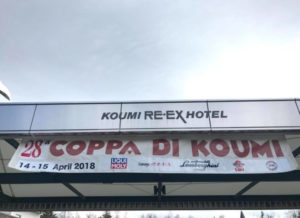 KOUMI RE-EX HOTEL
28° COPPA DI KOUMI
14 - 15 April 2018 LIQUI MOLY Lamborghini